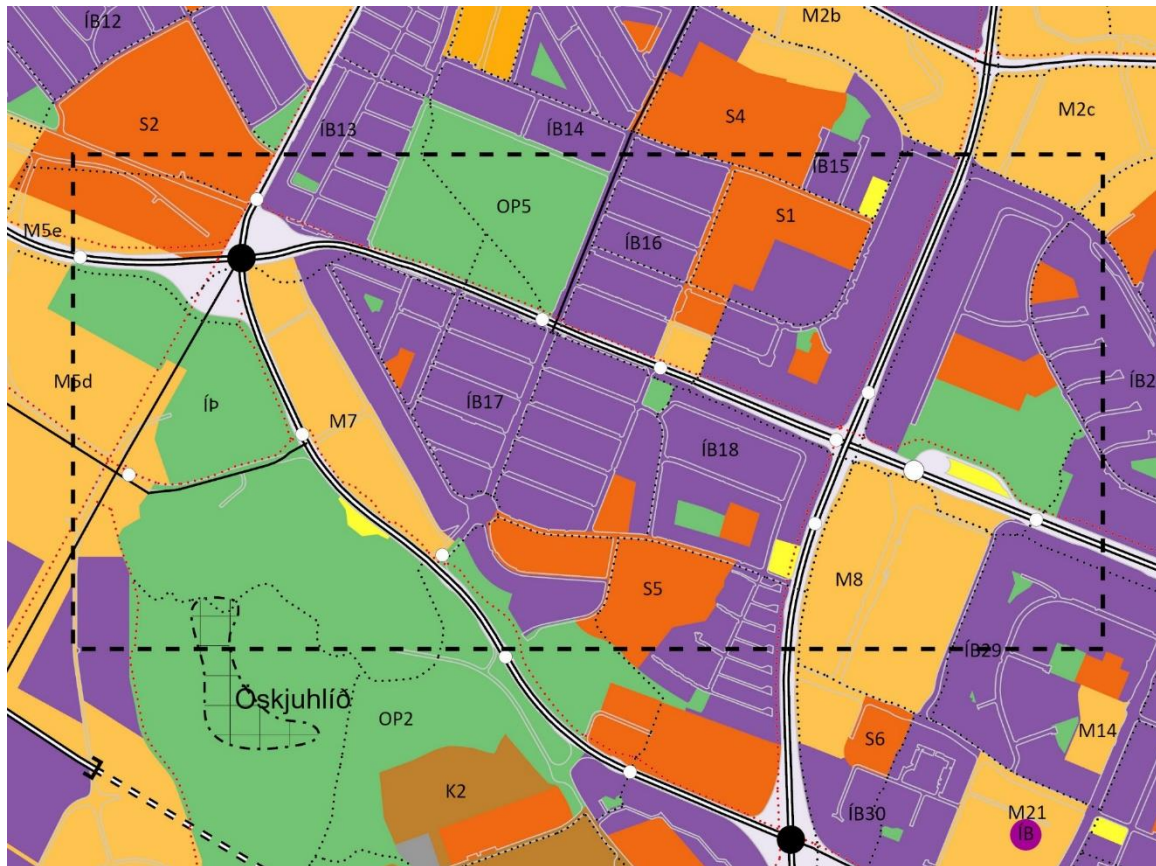 ÍB12
M2b
M2c
S2
ÍB13
ÍB14
S4
ÍB15
OP5
S1
M5e
ÍB16
M5d
ÍÞ
M7
ÍB17
ÍB2
ÍB18
M8
S5
ÍB29
Öskjuhlíð
OP2
S6
M14
K2
ÍB30
M21
ÍB